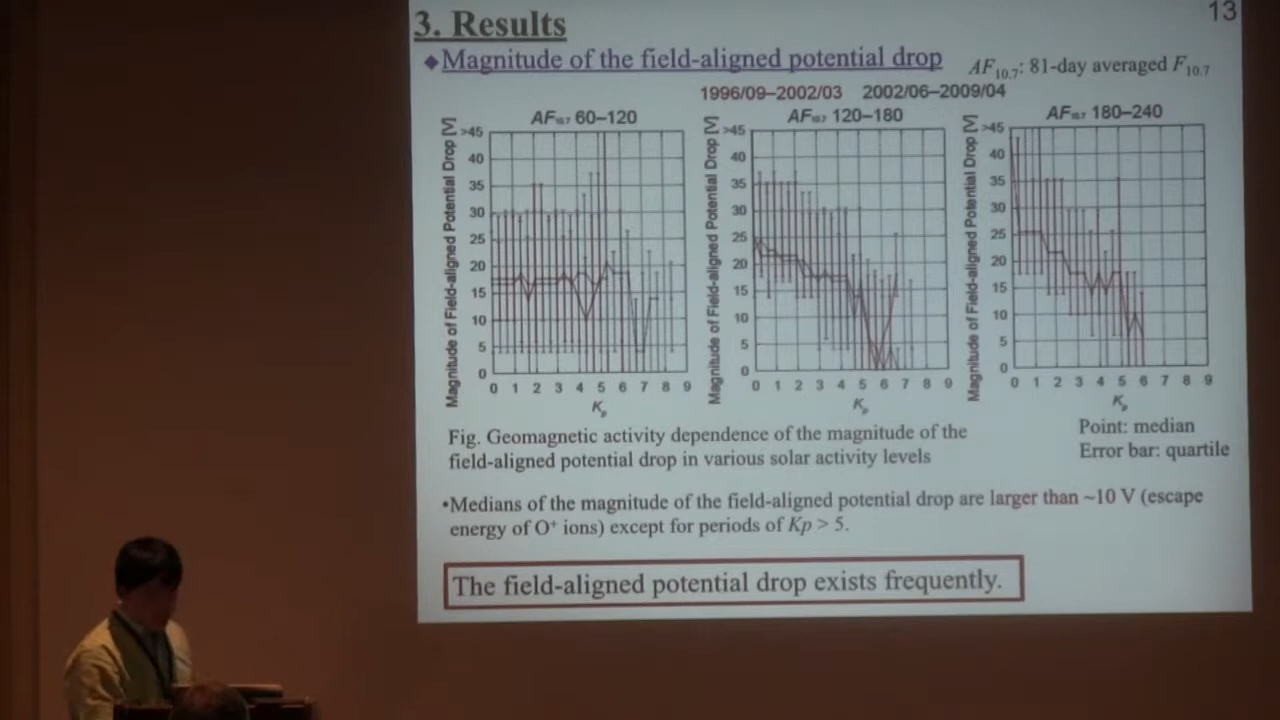 3. Results
13
◆Magnitude of the field-aligned potential drop
AF10.7: 81-day averaged F10.7
1996/09–2002/03 2002/06–2009/04
AF10.7 60–120
AF10.7 120–180
AF10.7 180–240
Magnitude of Field-aligned Potential Drop [V]
>45
40
35
30
25
20
15
10
5
0
0 1 2 3 4 5 6 7 8 9
Kp
Magnitude of Field-aligned Potential Drop [V]
>45
40
35
30
25
20
15
10
5
0
0 1 2 3 4 5 6 7 8 9
Kp
Magnitude of Field-aligned Potential Drop [V]
>45
40
35
30
25
20
15
10
5
0
0 1 2 3 4 5 6 7 8 9
Kp
Fig. Geomagnetic activity dependence of the magnitude of the
field-aligned potential drop in various solar activity levels
Point: median
Error bar: quartile
•Medians of the magnitude of the field-aligned potential drop are larger than ~10 V (escape
energy of O+ ions) except for periods of Kp > 5.
The field-aligned potential drop exists frequently.